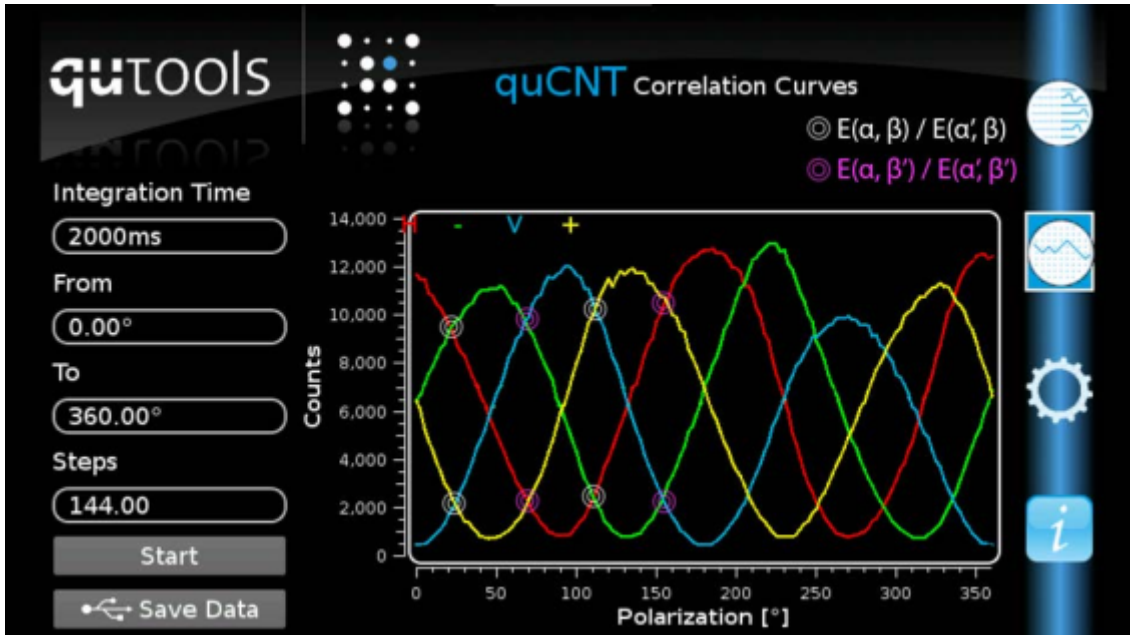 qutools
quCNT Correlation Curves
E(α, β) / E(α', β)
E(α, β') / E(α', β')
Integration Time
2000ms
From
0.00°
To
360.00°
Steps
144.00
Start
Save Data
H - V +
14,000
12,000
10,000
8,000
6,000
4,000
2,000
0
Counts
0 50 100 150 200 250 300 350
Polarization [°]
i